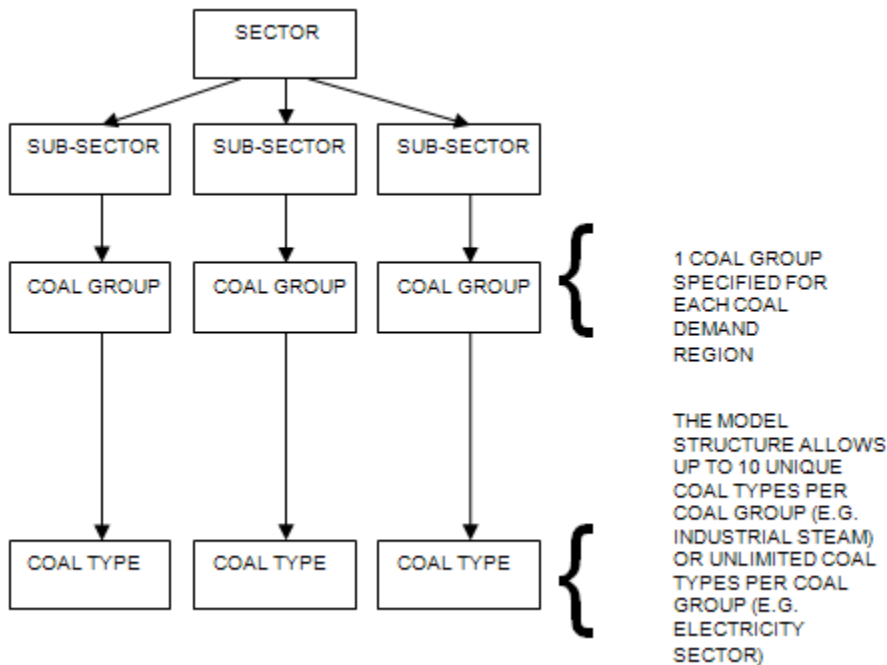 SECTOR
SUB-SECTOR
SUB-SECTOR
SUB-SECTOR
COAL GROUP
COAL GROUP
COAL GROUP
1 COAL GROUP
SPECIFIED FOR
EACH COAL
DEMAND
REGION
COAL TYPE
COAL TYPE
COAL TYPE
THE MODEL
STRUCTURE ALLOWS
UP TO 10 UNIQUE
COAL TYPES PER
COAL GROUP (E.G.
INDUSTRIAL STEAM)
OR UNLIMITED COAL
TYPES PER COAL
GROUP (E.G.
ELECTRICITY
SECTOR)